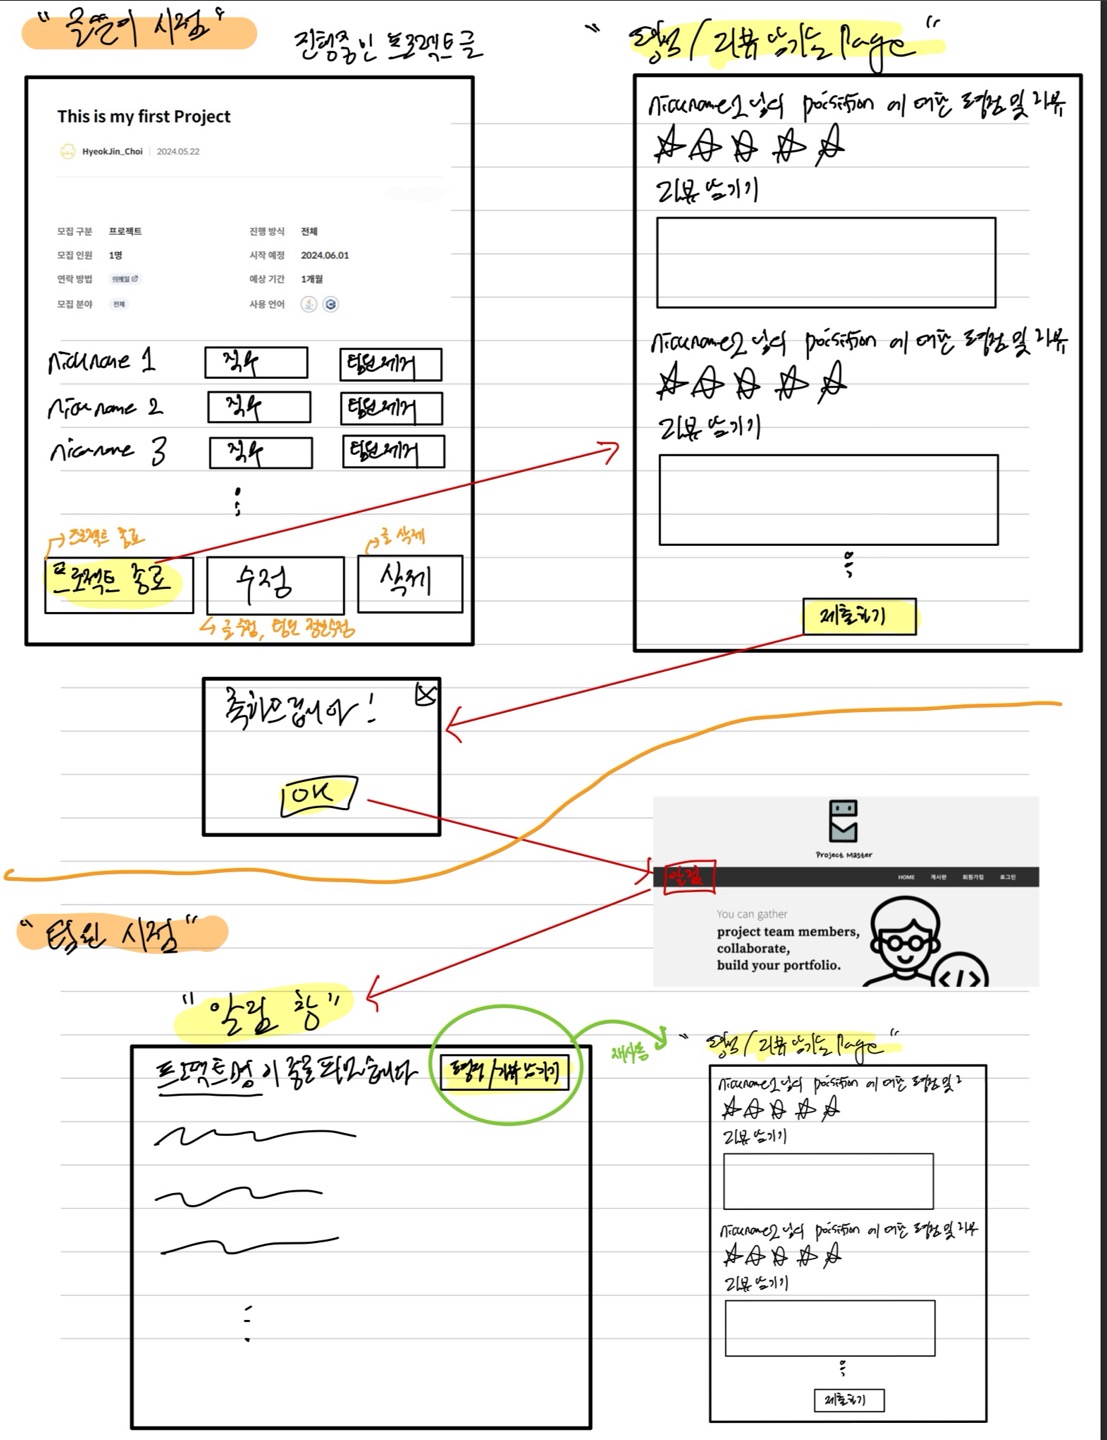 "글쓴이 시점"
진행중인 프로젝트글
This is my first Project
HyeokJin_Choi | 2024.05.22
모집 구분 프로젝트 진행 방식 전체
모집 인원 1명 시작 예정 2024.06.01
연락 방법 이메일 예상 기간 1개월
모집 분야 전체 사용 언어
nickname 1 직무 팀원제거
nickname 2 직무 팀원제거
nickname 3 직무 팀원제거
프로젝트 종료
글 삭제
프로젝트 종료 수정 삭제
글 수정, 팀원 정보수정
"평점/리뷰 남기는 Page"
nickname1 님의 position 에 대한 평점 및 리뷰
리뷰 남기기
nickname2 님의 position 에 대한 평점 및 리뷰
리뷰 남기기
제출하기
축하드립니다!
OK
Project Master
알림
HOME 게시판 회원가입 로그인
You can gather
project team members,
collaborate,
build your portfolio.
"팀원 시점"
"알림 창"
프로젝트명이 종료되었습니다 평점/리뷰 남기기
재사용
"평점/리뷰 남기는 Page"
nickname1 님의 position 에 대한 평점 및 2
리뷰 남기기
nickname2 님의 position 에 대한 평점 및 리뷰
리뷰 남기기
제출하기